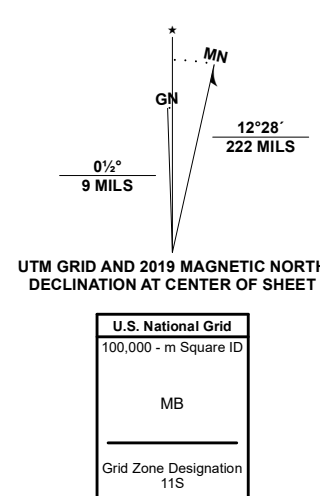 ★
MN
GN
12°28´
222 MILS
0½°
9 MILS
UTM GRID AND 2019 MAGNETIC NORTH
DECLINATION AT CENTER OF SHEET
U.S. National Grid
100,000 - m Square ID
MB
Grid Zone Designation
11S